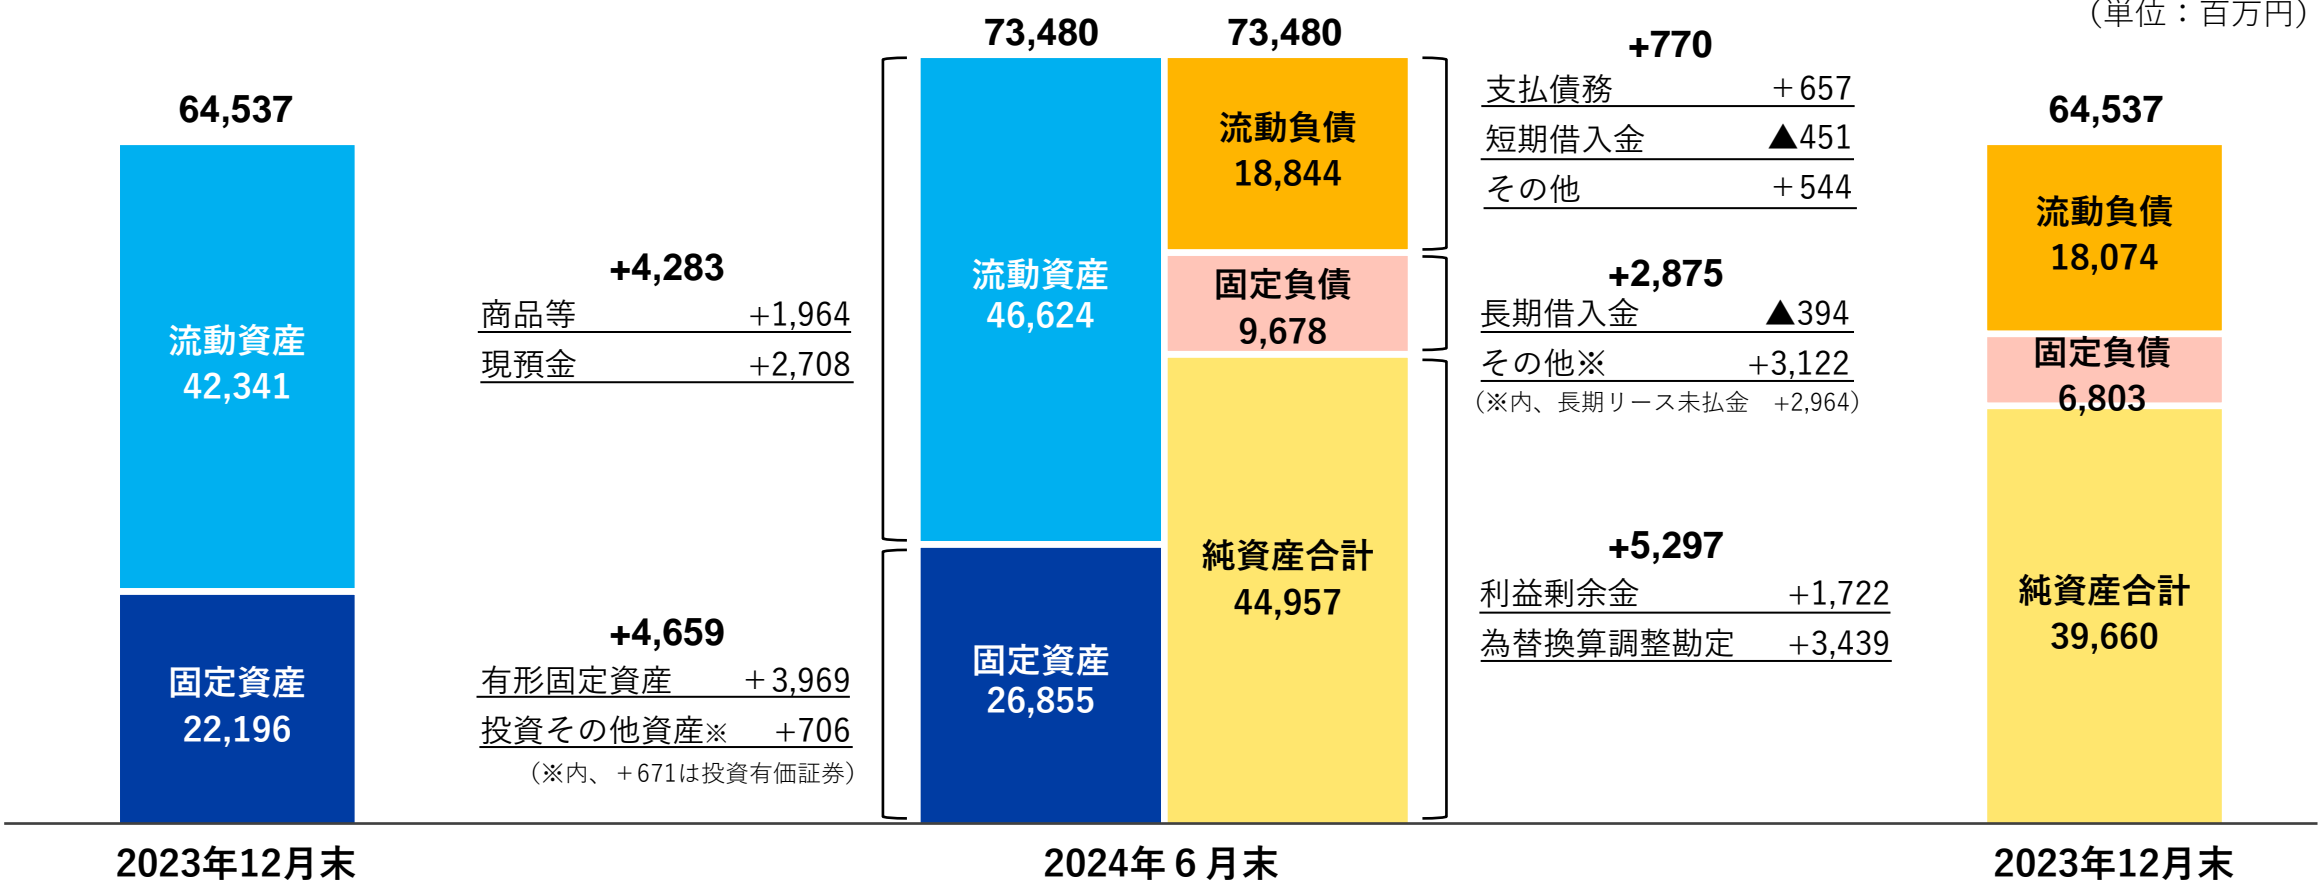 （単位：百万円）
64,537
流動資産
42,341
固定資産
22,196
2023年12月末
+4,283
商品等 +1,964
現預金 +2,708
+4,659
有形固定資産 ＋3,969
投資その他資産※ +706
（※内、＋671は投資有価証券）
73,480
流動資産
46,624
固定資産
26,855
73,480
流動負債
18,844
固定負債
9,678
純資産合計
44,957
2024年６月末
+770
支払債務 ＋657
短期借入金 ▲451
その他 ＋544
+2,875
長期借入金 ▲394
その他※ +3,122
（※内、長期リース未払金 +2,964）
+5,297
利益剰余金 +1,722
為替換算調整勘定 +3,439
64,537
流動負債
18,074
固定負債
6,803
純資産合計
39,660
2023年12月末